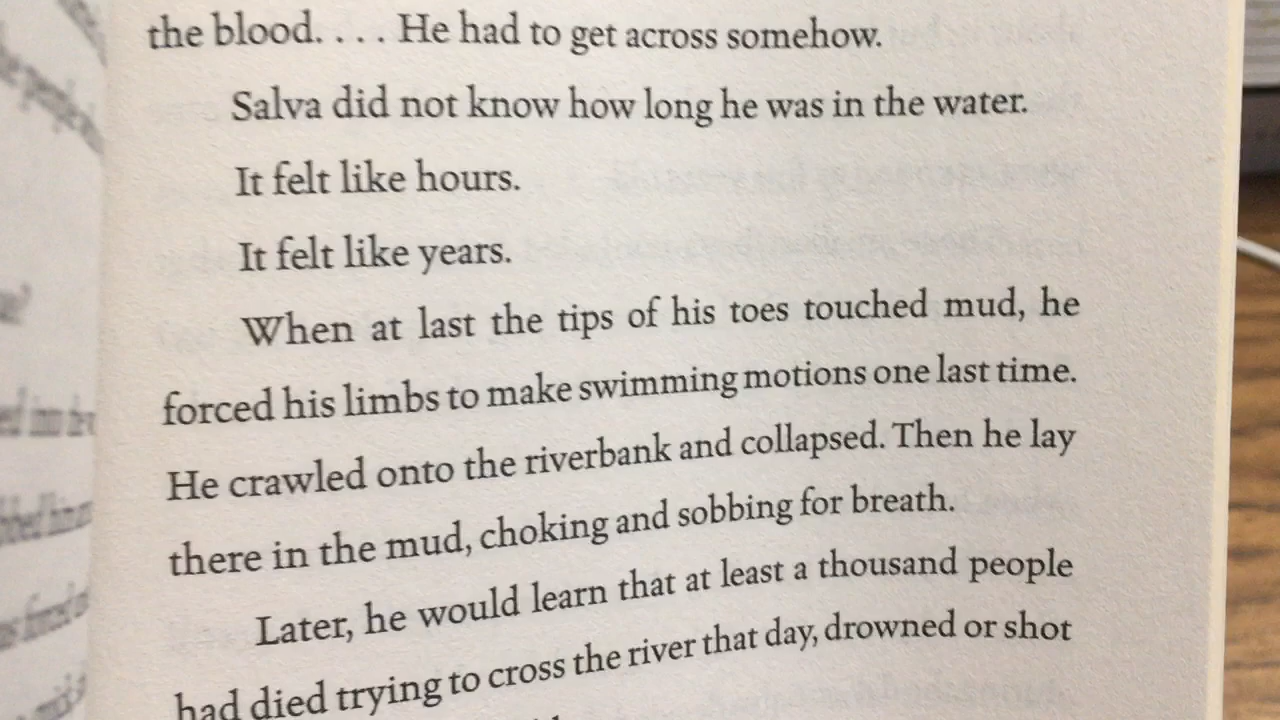 the blood. . . . He had to get across somehow.
Salva did not know how long he was in the water.
It felt like hours.
It felt like years.
When at last the tips of his toes touched mud, he
forced his limbs to make swimming motions one last time.
He crawled onto the riverbank and collapsed. Then he lay
there in the mud, choking and sobbing for breath.
Later, he would learn that at least a thousand people
had died trying to cross the river that day, drowned or shot